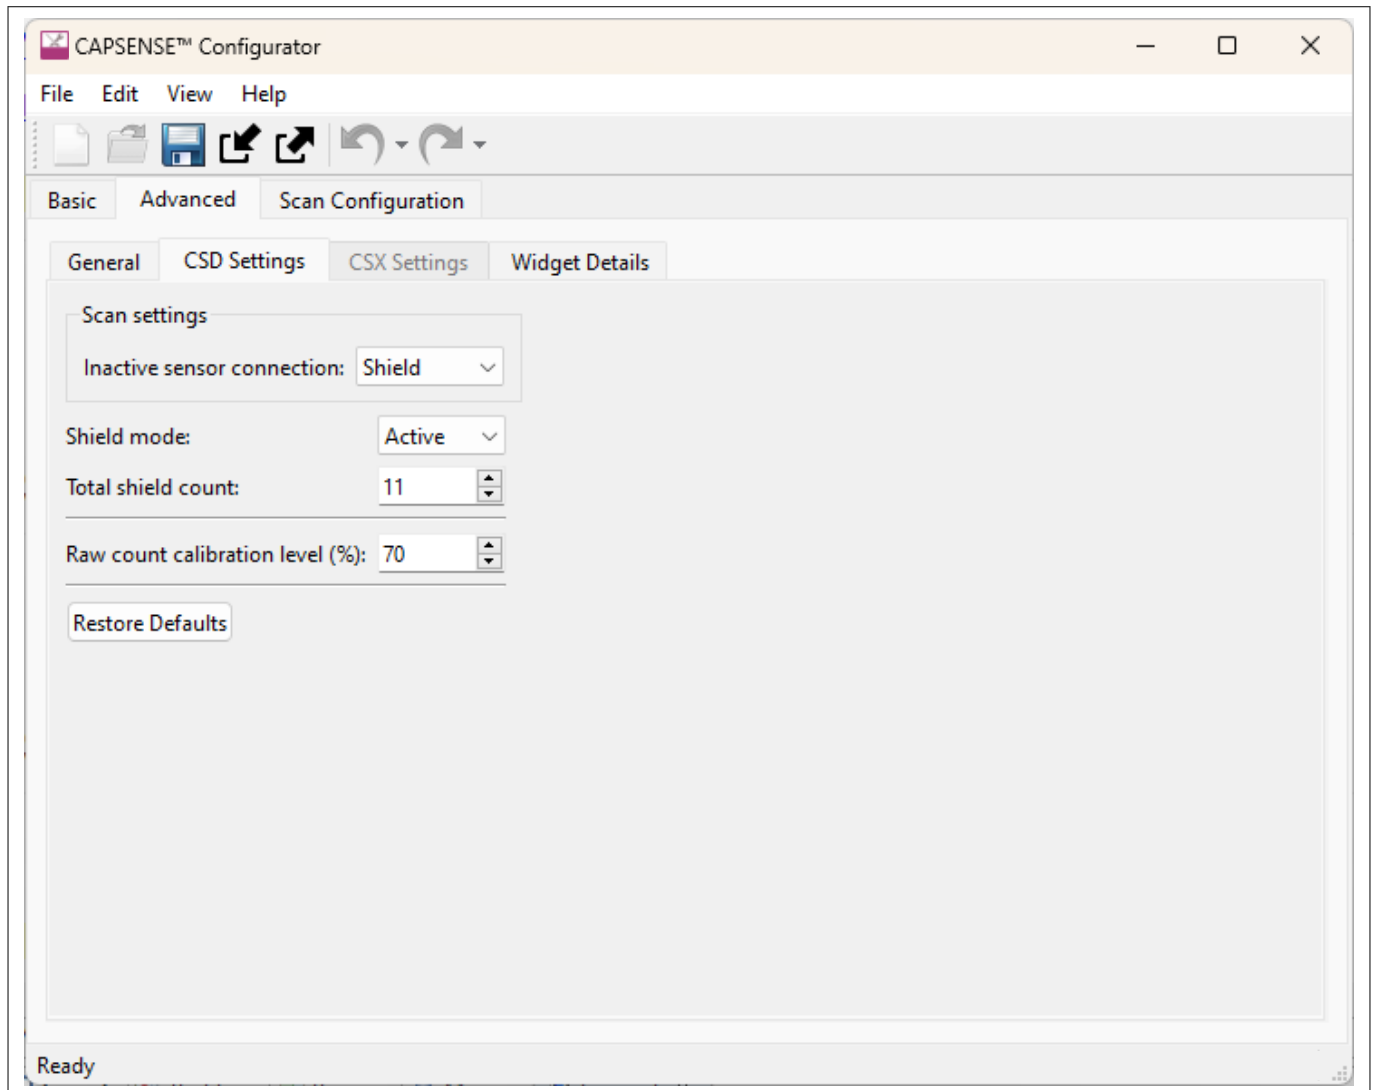 CAPSENSE™ Configurator
File Edit View Help
Basic Advanced Scan Configuration
General CSD Settings CSX Settings Widget Details
Scan settings
Inactive sensor connection: Shield
Shield mode: Active
Total shield count: 11
Raw count calibration level (%): 70
Restore Defaults
Ready